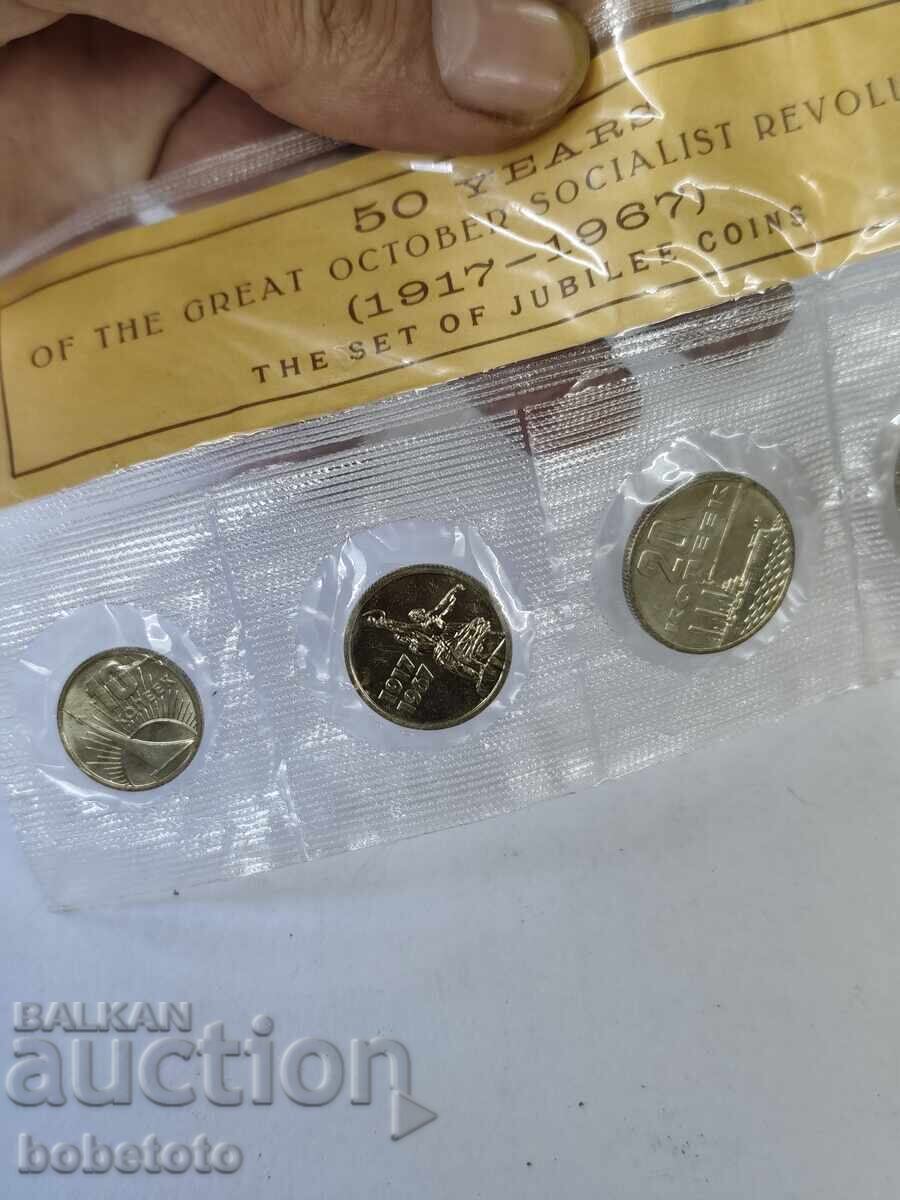 50 YEARS
OF THE GREAT OCTOBER SOCIALIST REVOLU
(1917-1967)
THE SET OF JUBILEE COINS
10
КОПЕЕК
1917
1967
20
КОПЕЕК
BALKAN
auction
bobetoto